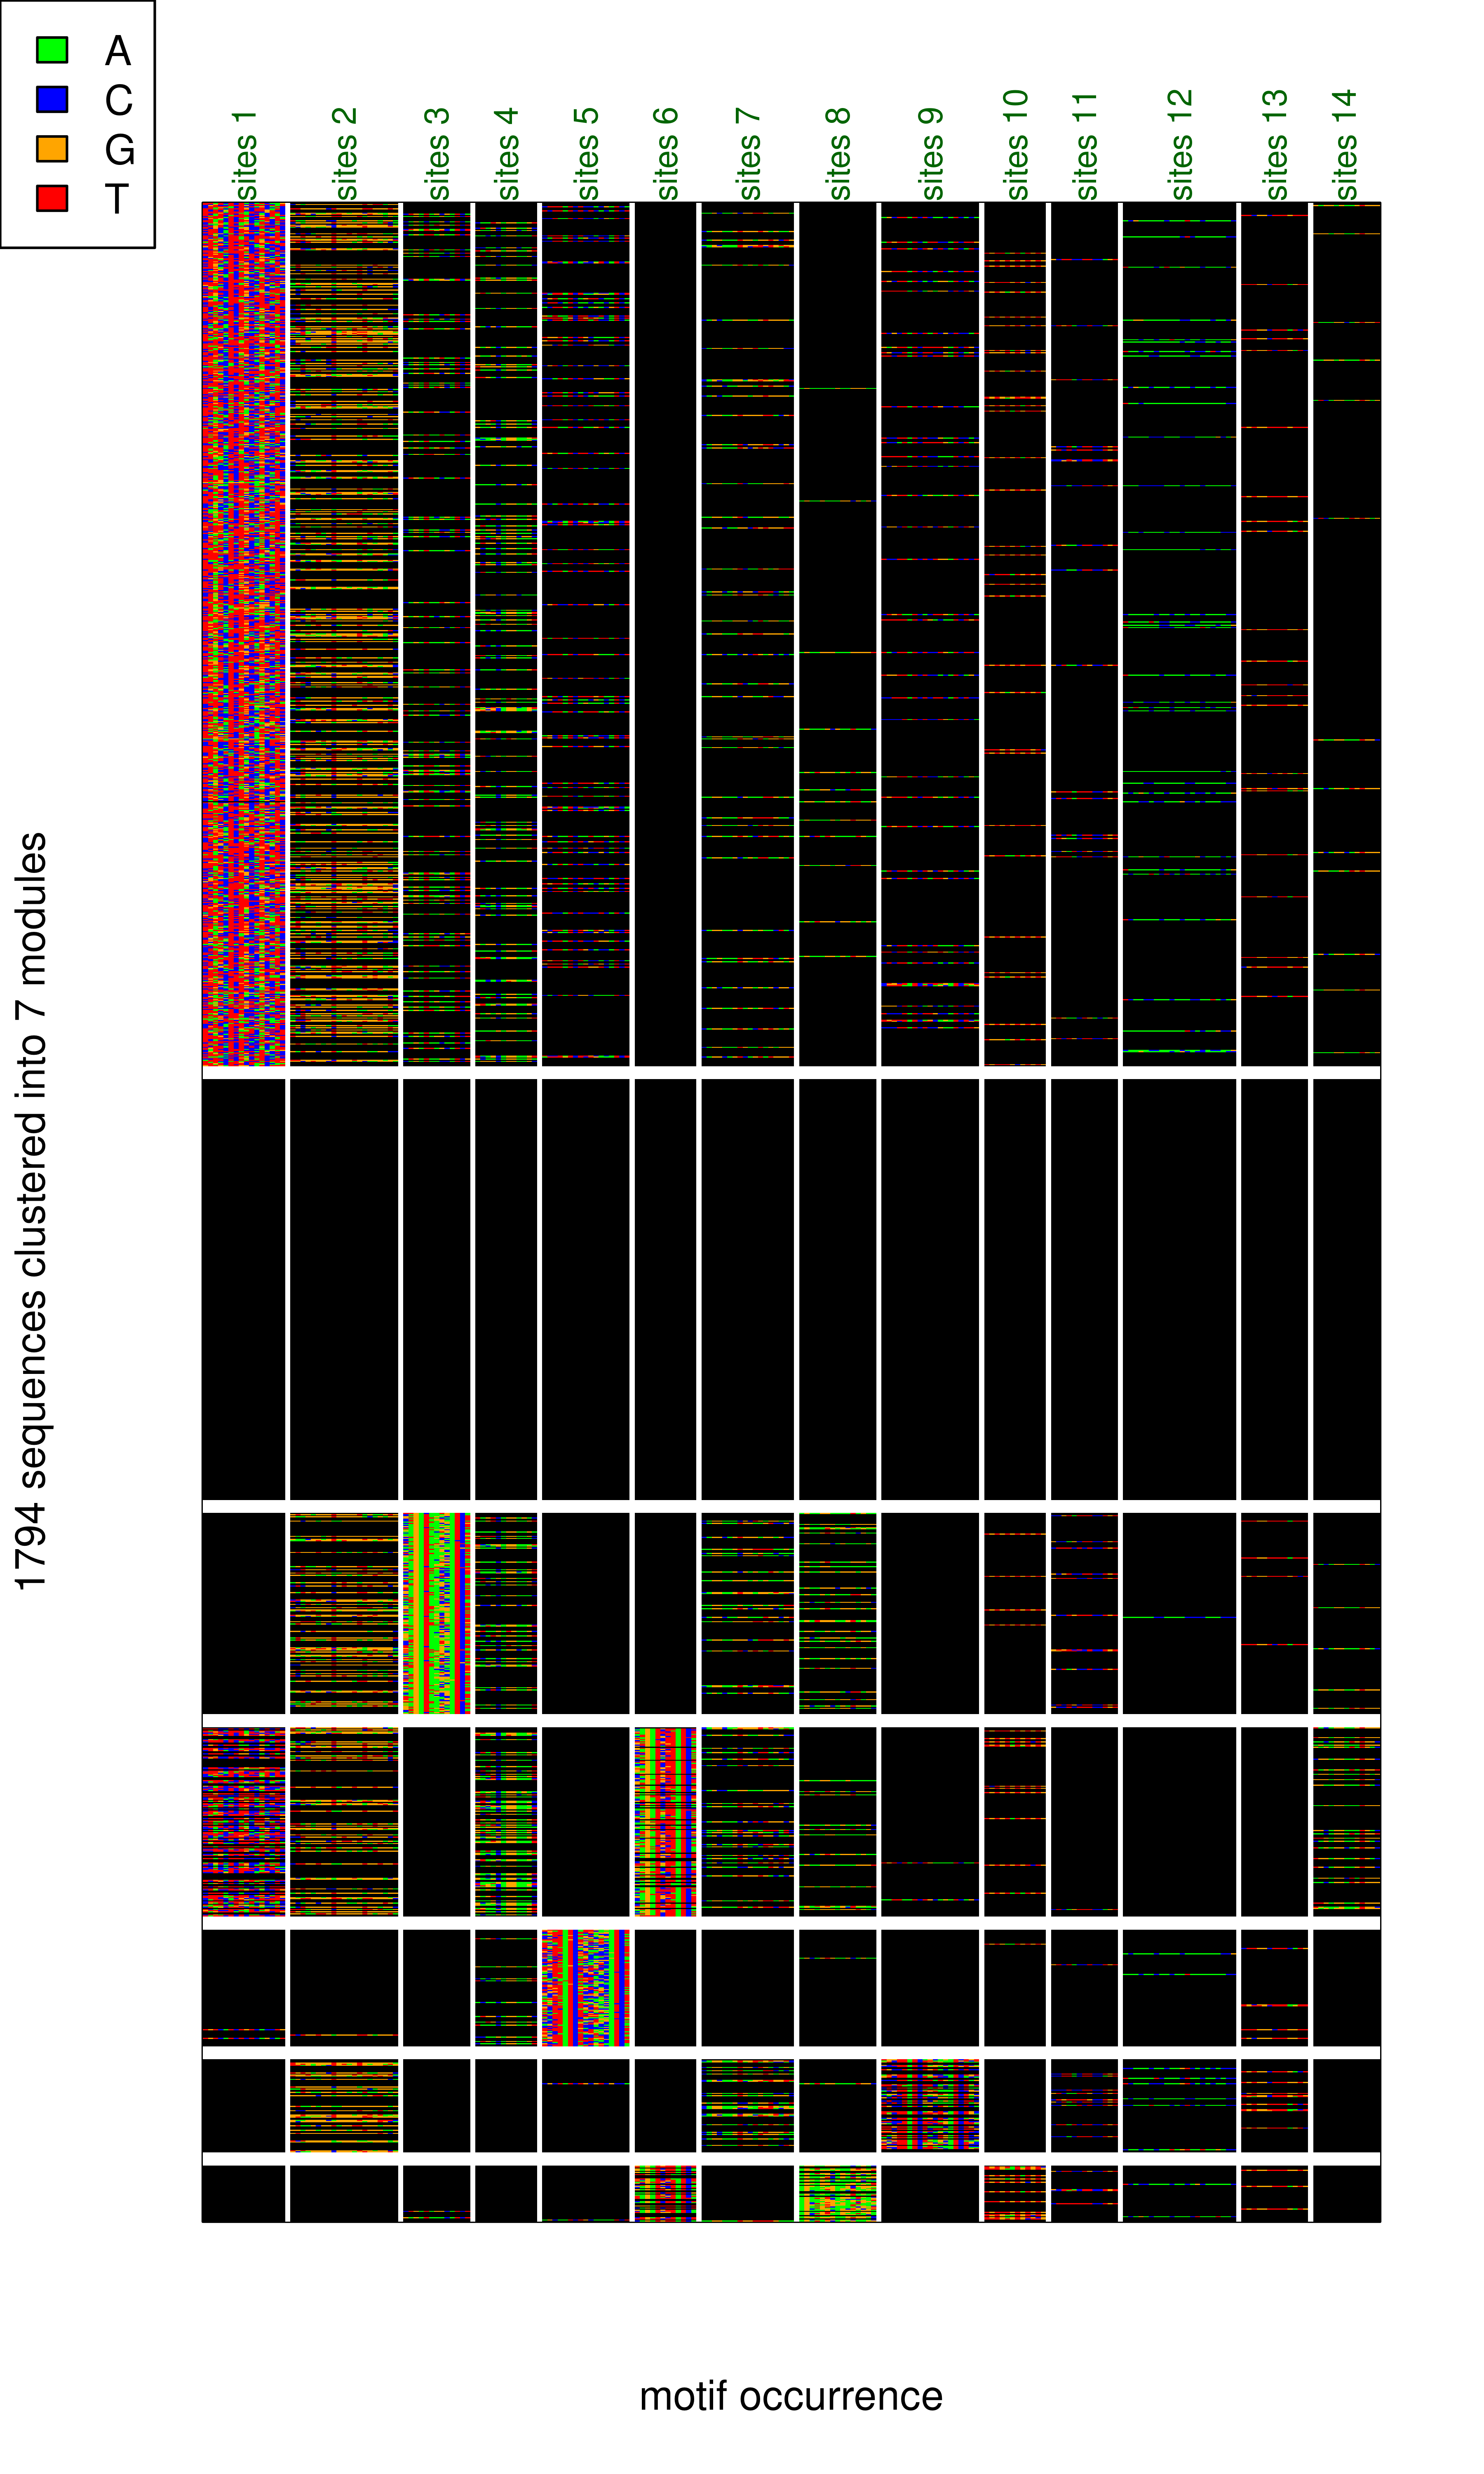 A
C
G
T
sites 1
sites 2
sites 3
sites 4
sites 5
sites 6
sites 7
sites 8
sites 9
sites 10
sites 11
sites 12
sites 13
sites 14
1794 sequences clustered into 7 modules
motif occurrence